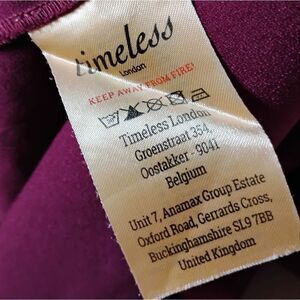 timeless
London
KEEP AWAY FROM FIRE!
Timeless London
Groenstraat 354,
Oostakker - 9041
Belgium
Unit 7, Anamax Group Estate
Oxford Road, Gerrards Cross,
Buckinghamshire SL9 7BB
United Kingdom